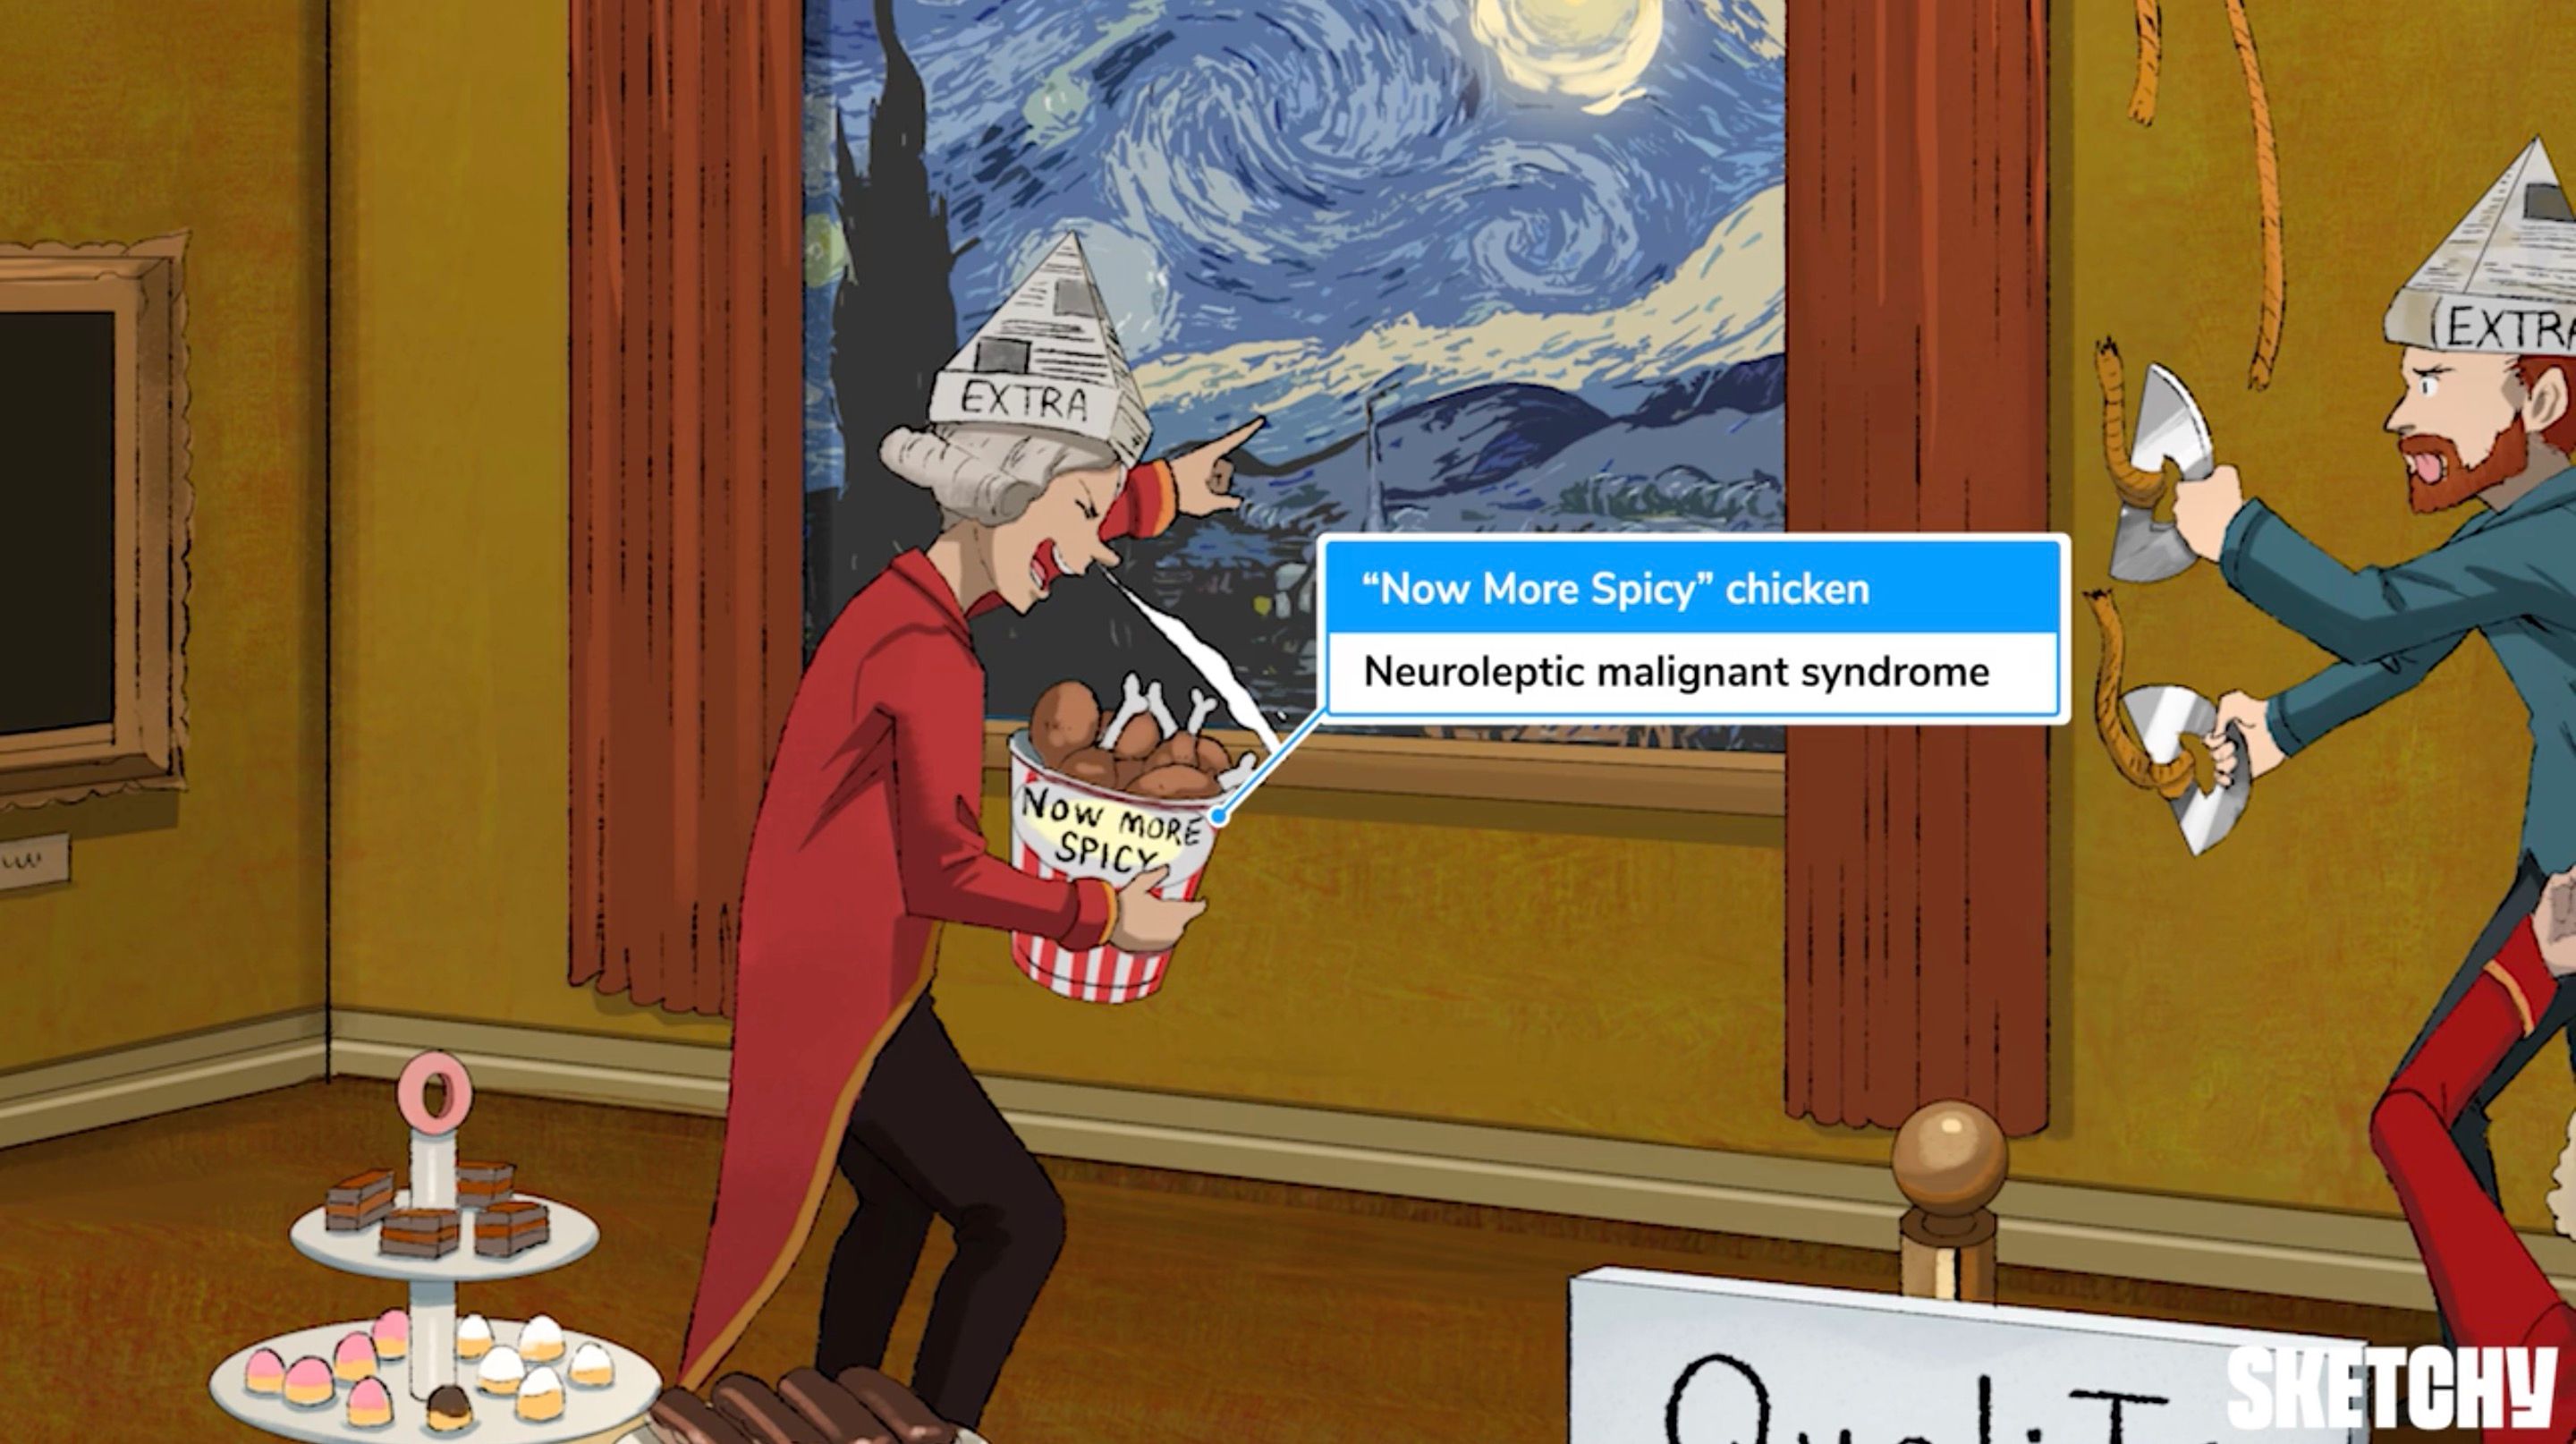 EXTRA
EXTRA
“Now More Spicy” chicken
Neuroleptic malignant syndrome
NOW MORE
SPICY
SKETCHY